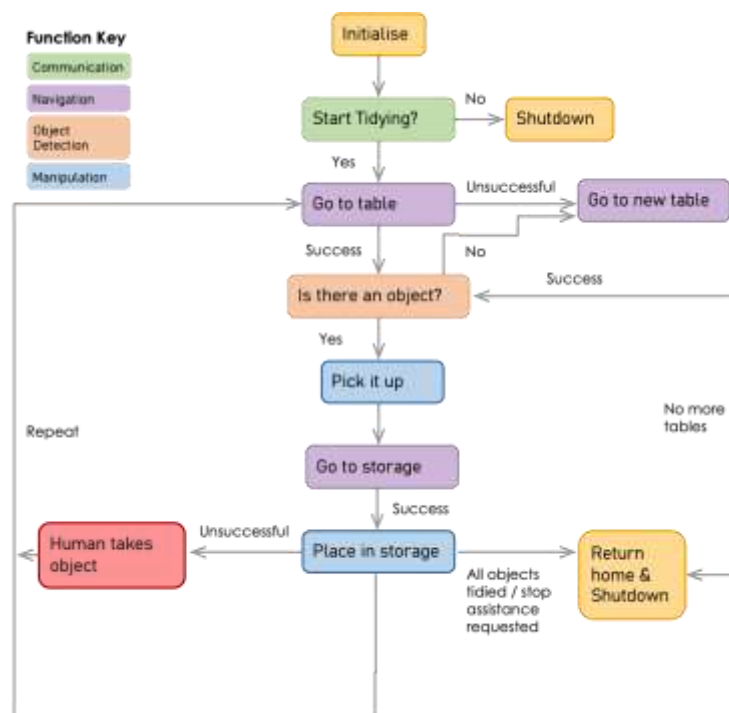 Function Key
Communication
Navigation
Object
Detection
Manipulation
Initialise
Start Tidying?
No
Shutdown
Yes
Go to table
Unsuccessful
Go to new table
Success
No
Is there an object?
Success
Yes
Pick it up
No more
tables
Repeat
Go to storage
Success
Human takes
object
Unsuccessful
Place in storage
All objects
tidied / stop
assistance
requested
Return
home &
Shutdown